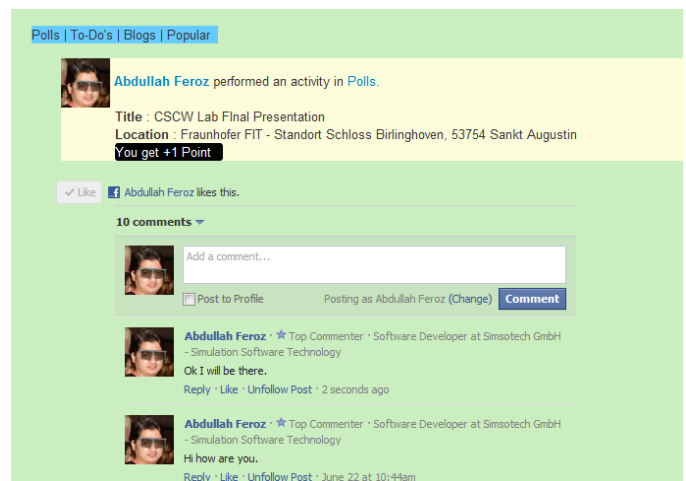 Polls | To-Do's | Blogs | Popular
Abdullah Feroz performed an activity in Polls.
Title : CSCW Lab FInal Presentation
Location : Fraunhofer FIT - Standort Schloss Birlinghoven, 53754 Sankt Augustin
You get +1 Point
Like Abdullah Feroz likes this.
10 comments
Add a comment...
Post to Profile Posting as Abdullah Feroz (Change) Comment
Abdullah Feroz · Top Commenter · Software Developer at Simsotech GmbH
- Simulation Software Technology
Ok I will be there.
Reply · Like · Unfollow Post · 2 seconds ago
Abdullah Feroz · Top Commenter · Software Developer at Simsotech GmbH
- Simulation Software Technology
Hi how are you.
Reply · Like · Unfollow Post · June 22 at 10:44am